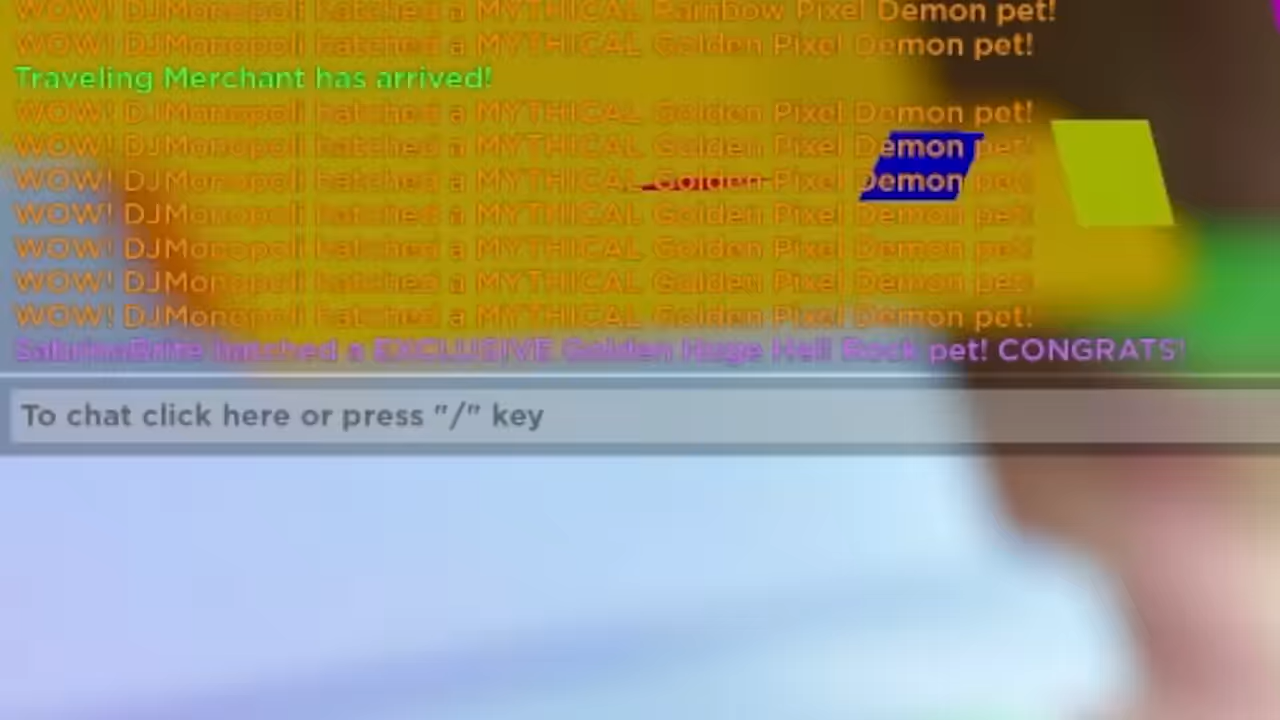 WOW! DJMonopoli hatched a MYTHICAL Rainbow Pixel Demon pet!
WOW! DJMonopoli hatched a MYTHICAL Golden Pixel Demon pet!
Traveling Merchant has arrived!
WOW! DJMonopoli hatched a MYTHICAL Golden Pixel Demon pet!
WOW! DJMonopoli hatched a MYTHICAL Golden Pixel Demon pet!
WOW! DJMonopoli hatched a MYTHICAL Golden Pixel Demon pet!
WOW! DJMonopoli hatched a MYTHICAL Golden Pixel Demon pet!
WOW! DJMonopoli hatched a MYTHICAL Golden Pixel Demon pet!
WOW! DJMonopoli hatched a MYTHICAL Golden Pixel Demon pet!
WOW! DJMonopoli hatched a MYTHICAL Golden Pixel Demon pet!
SabrinaBrite hatched a EXCLUSIVE Golden Huge Hell Rock pet! CONGRATS!
To chat click here or press "/" key